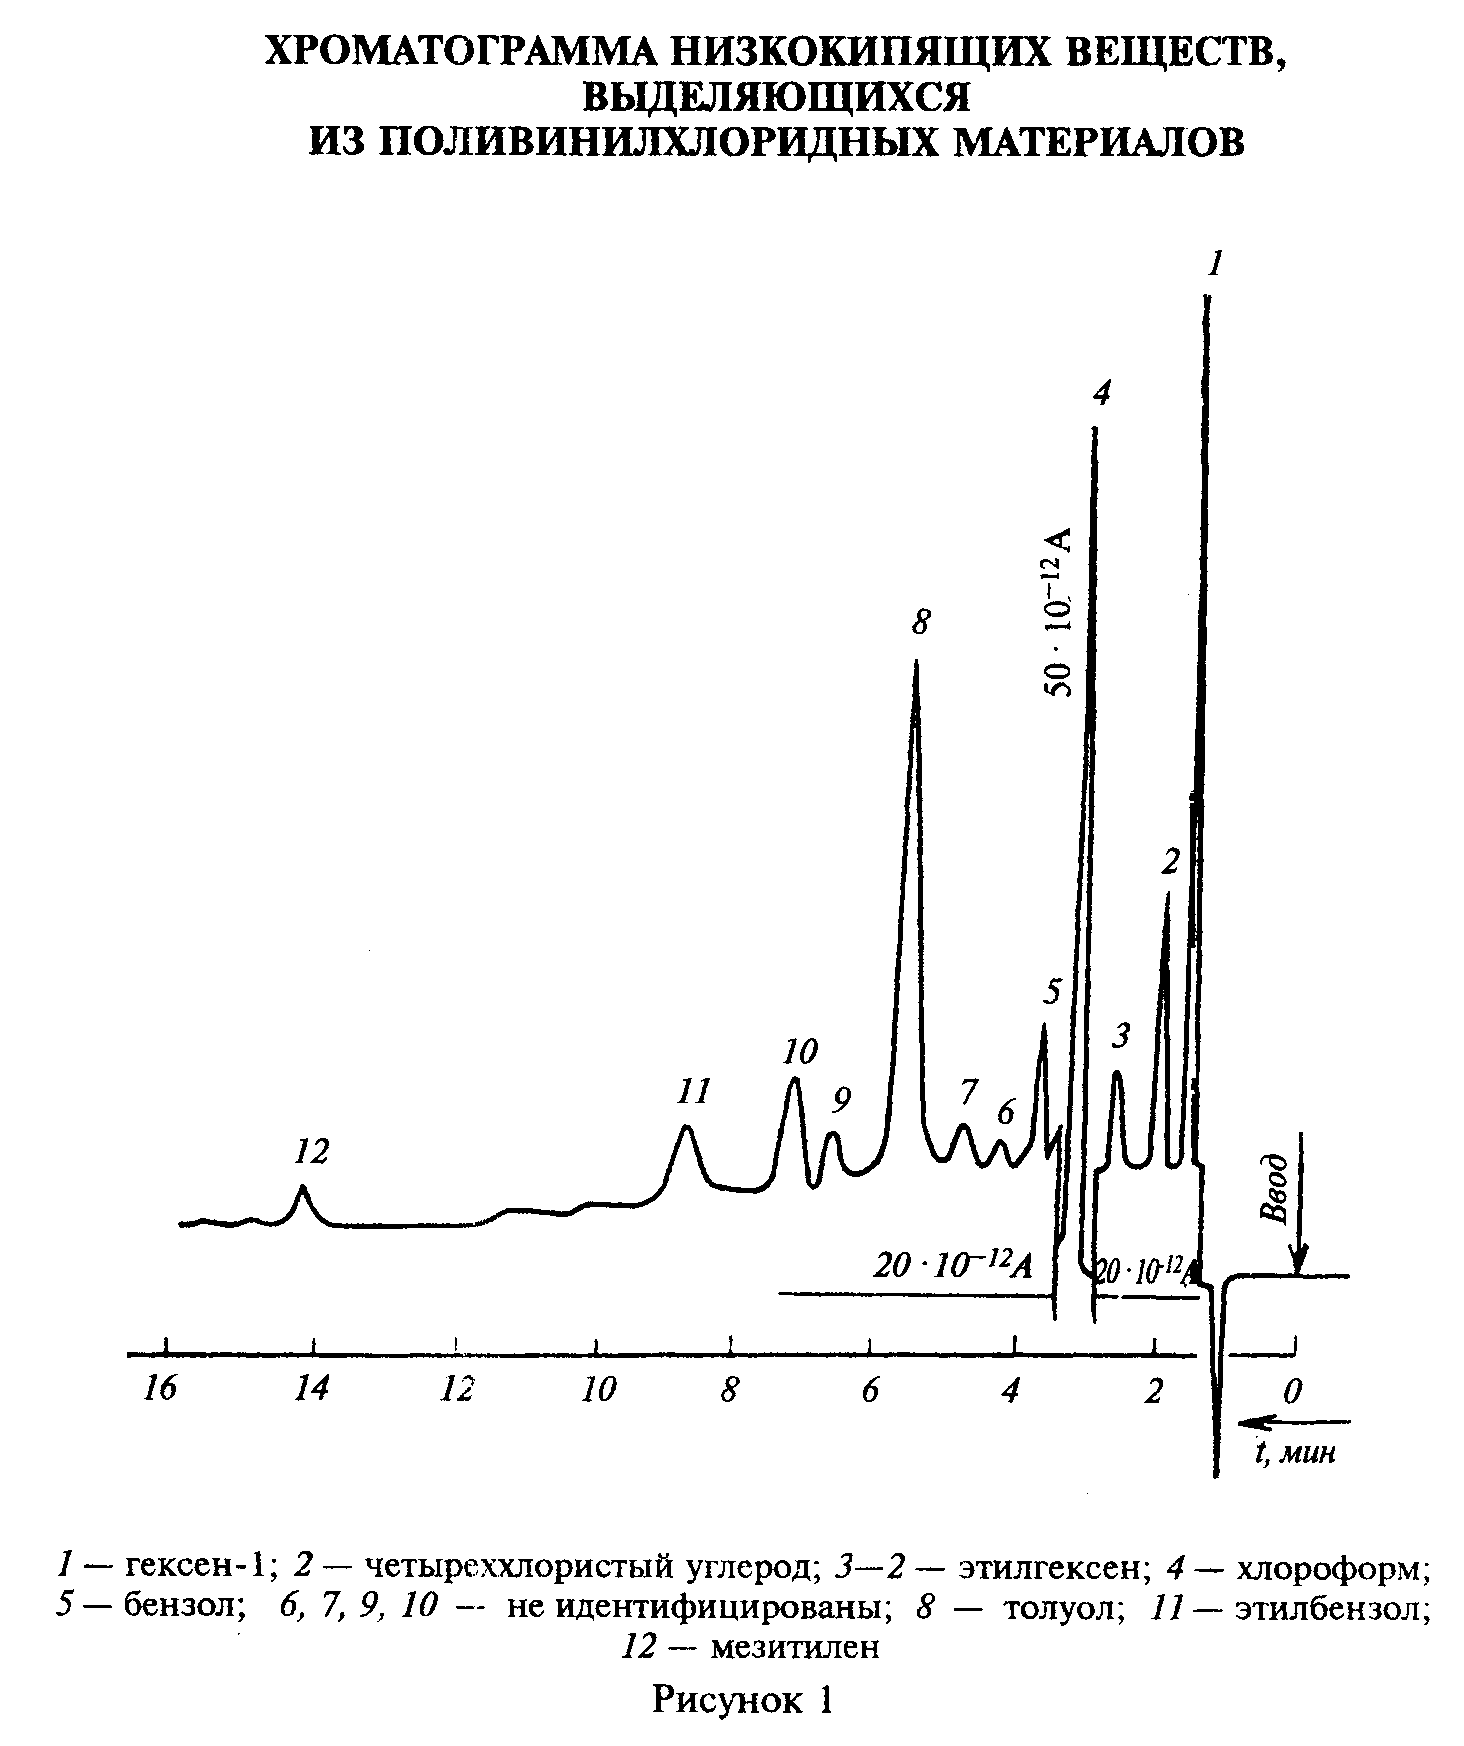 ХРОМАТОГРАММА НИЗКОКИПЯЩИХ ВЕЩЕСТВ,
ВЫДЕЛЯЮЩИХСЯ
ИЗ ПОЛИВИНИЛХЛОРИДНЫХ МАТЕРИАЛОВ
1
4
50 · 10⁻¹²А
8
2
5
3
10
11
9
7
6
12
Ввод
20 · 10⁻¹²А
20 · 10⁻¹²А
16 14 12 10 8 6 4 2 0
t, мин
1 — гексен-1; 2 — четыреххлористый углерод; 3—2 — этилгексен; 4 — хлороформ;
5 — бензол; 6, 7, 9, 10 — не идентифицированы; 8 — толуол; 11 — этилбензол;
12 — мезитилен
Рисунок 1